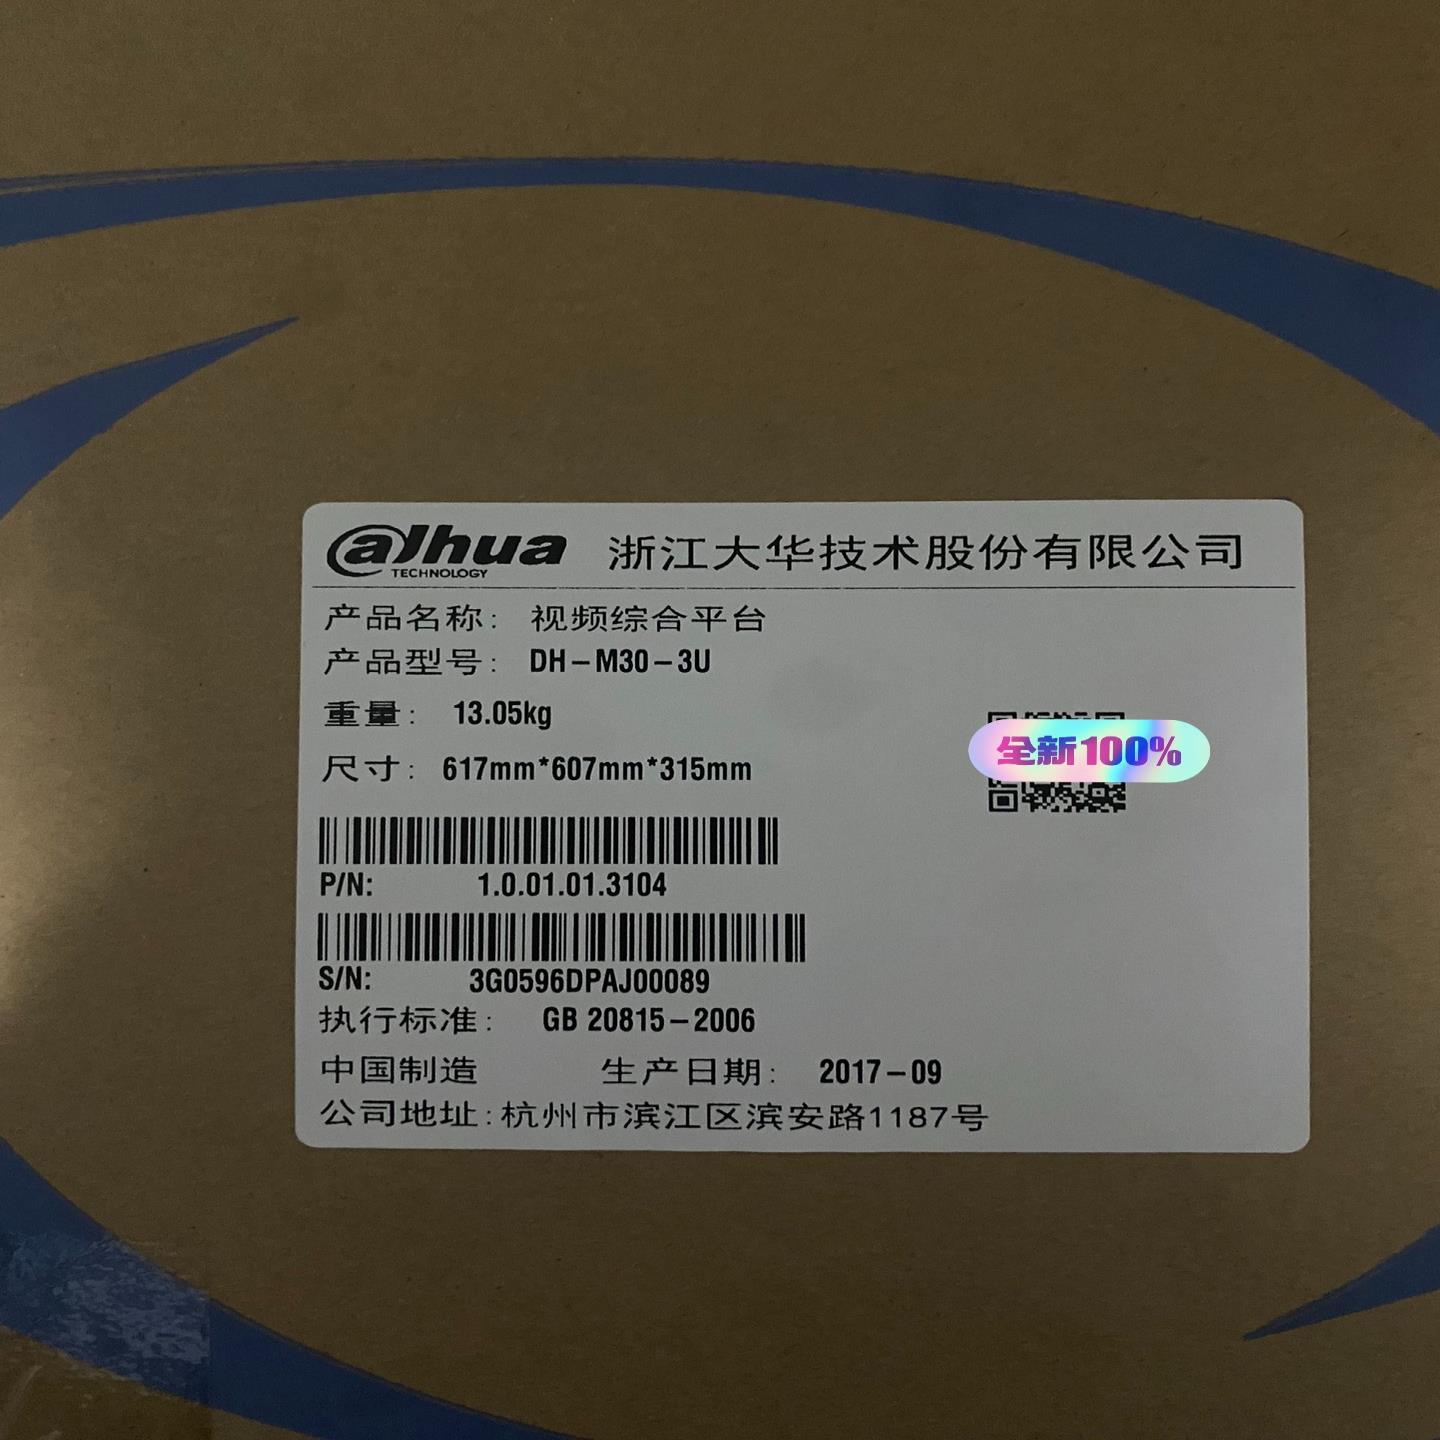 alhua 浙江大华技术股份有限公司
TECHNOLOGY
产品名称: 视频综合平台
产品型号: DH-M30-3U
重量: 13.05kg
尺寸: 617mm*607mm*315mm
全新100%
P/N: 1.0.01.01.3104
S/N: 3G0596DPAJ00089
执行标准: GB 20815-2006
中国制造 生产日期: 2017-09
公司地址:杭州市滨江区滨安路1187号